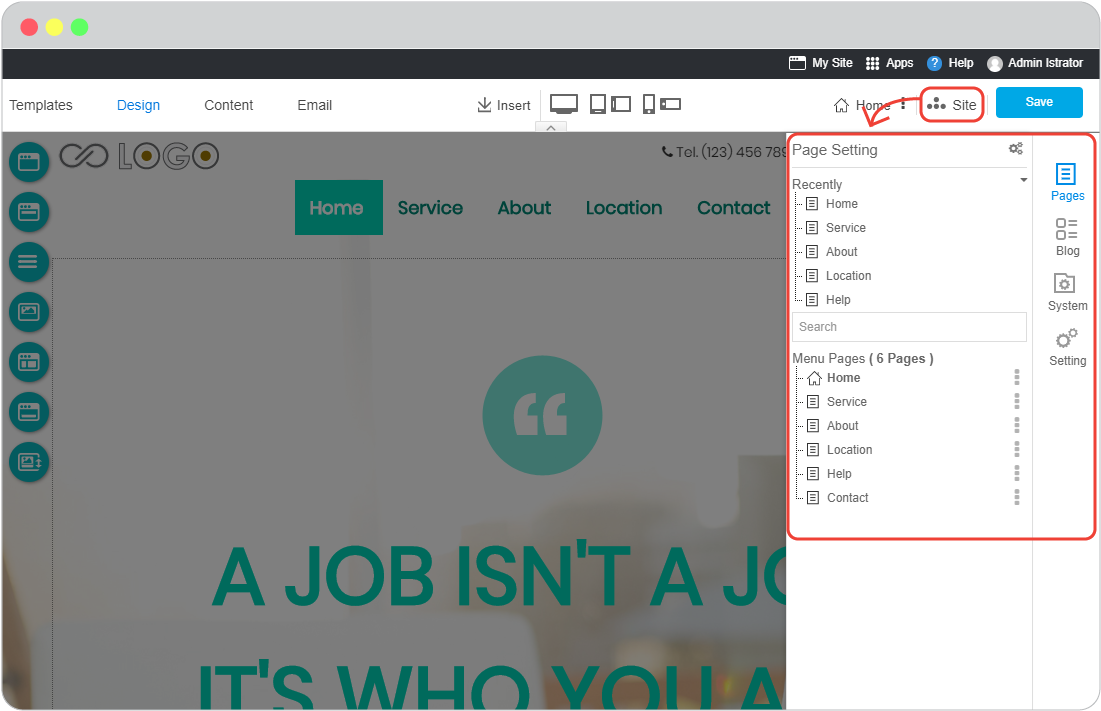 My Site Apps ? Help Admin Istrator
Templates Design Content Email Insert Home Site Save
LOGO
Tel. (123) 456 789
Home Service About Location Contact
Page Setting
Recently
Home
Service
About
Location
Help
Search
Menu Pages ( 6 Pages )
Home
Service
About
Location
Help
Contact
Pages
Blog
System
Setting
A JOB ISN'T A JO
IT'S WHO YOU A